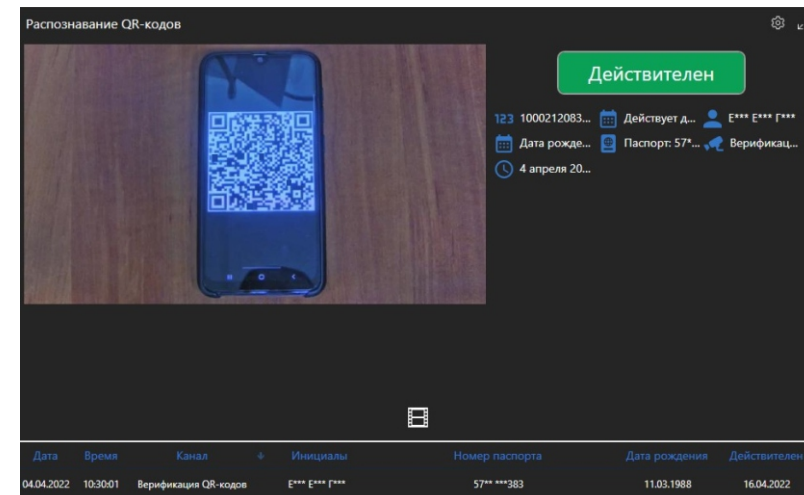 Распознавание QR-кодов
Действителен
123 1000212083... Действует д... Е*** Е*** Г***
Дата рожде... Паспорт: 57*... Верификац...
4 апреля 20...
Дата Время Канал Инициалы Номер паспорта Дата рождения Действителен
04.04.2022 10:30:01 Верификация QR-кодов Е*** Е*** Г*** 57** ***383 11.03.1988 16.04.2022